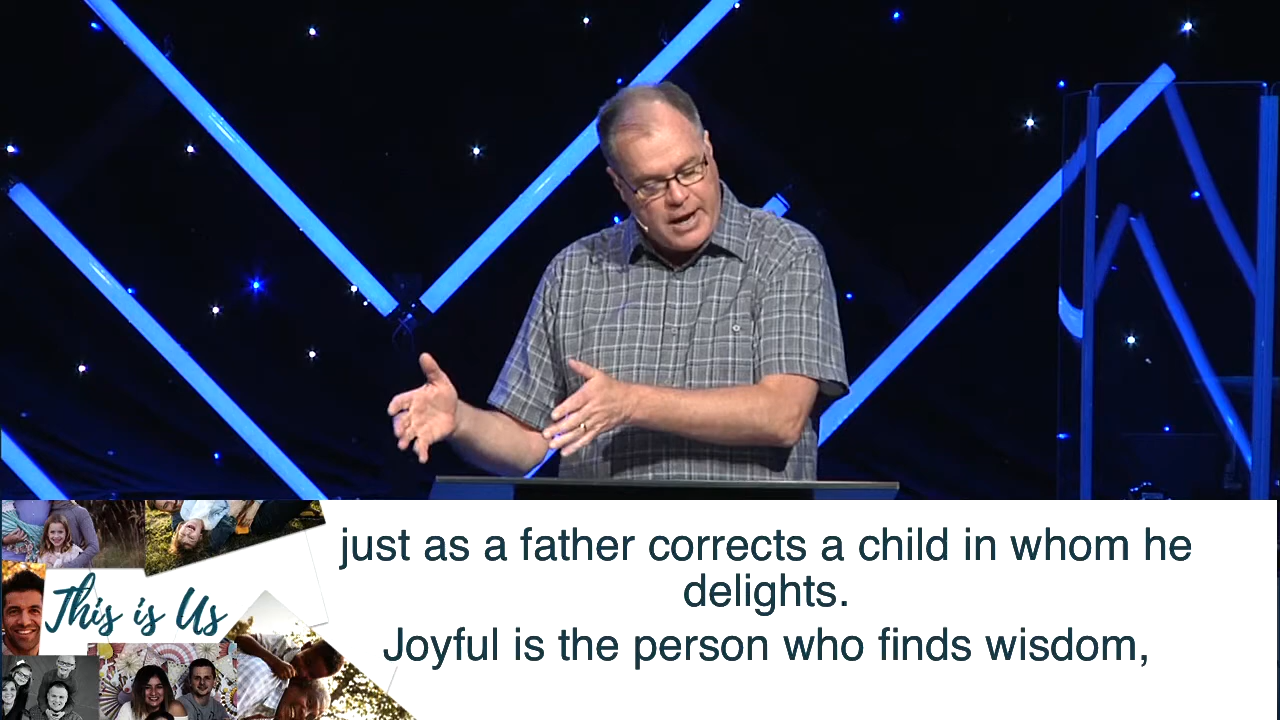 just as a father corrects a child in whom he
delights.
Joyful is the person who finds wisdom,
This is Us